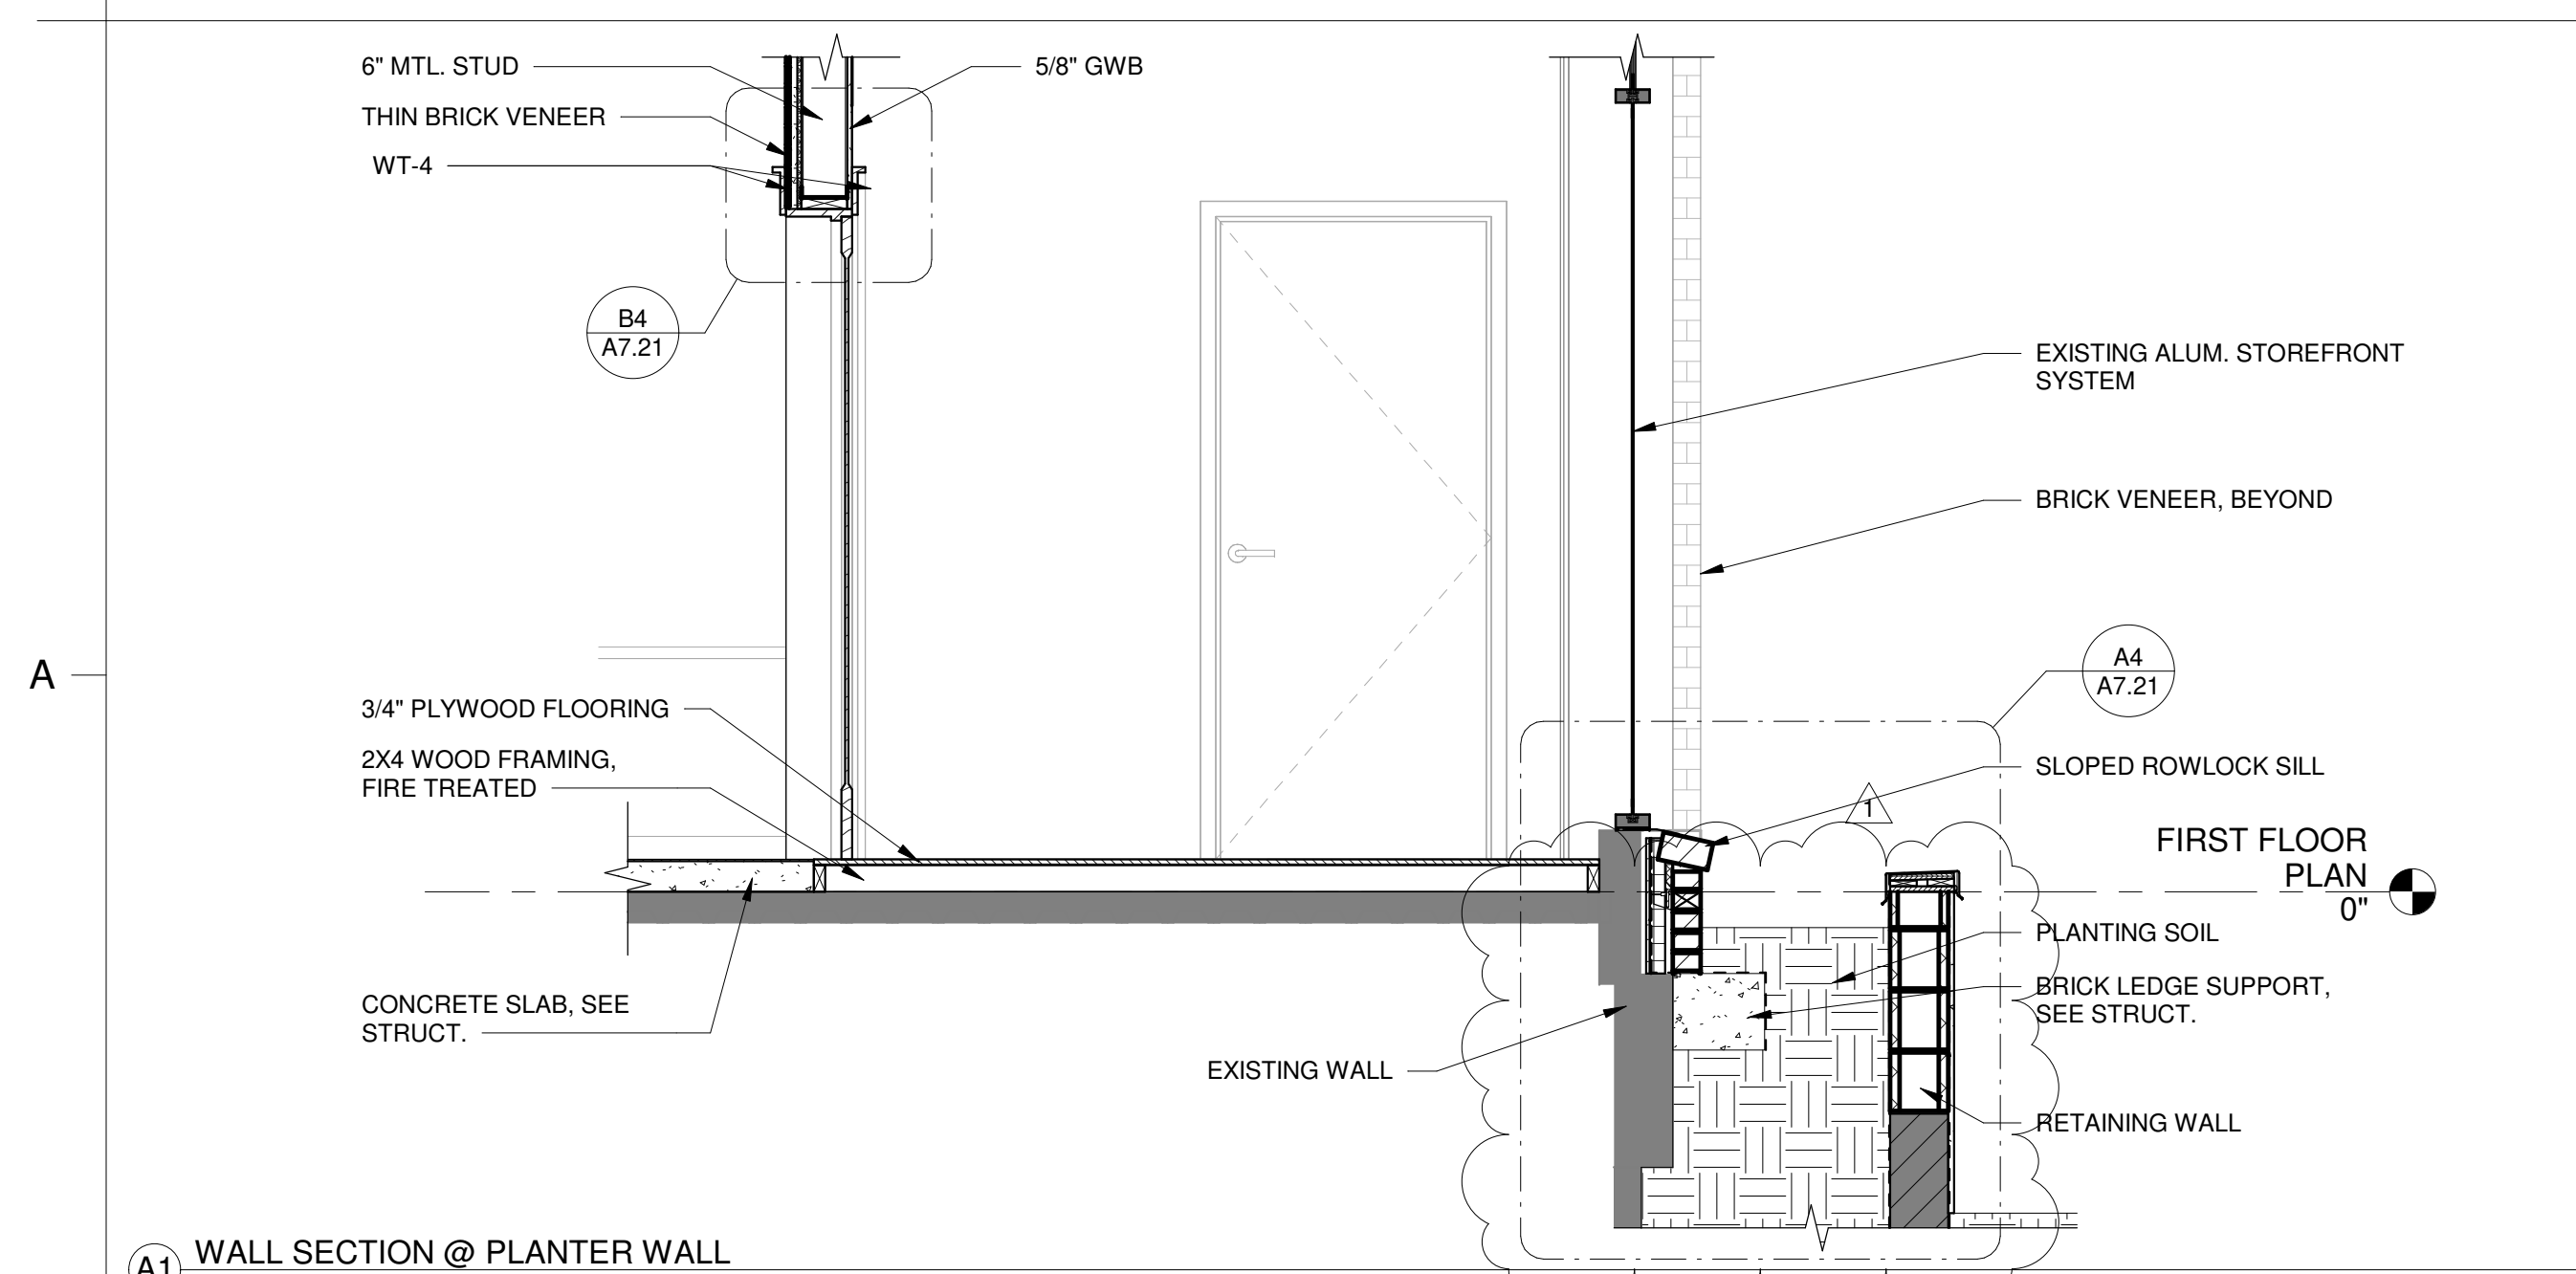 6" MTL. STUD
5/8" GWB
THIN BRICK VENEER
WT-4
B4
A7.21
EXISTING ALUM. STOREFRONT
SYSTEM
BRICK VENEER, BEYOND
A
A4
A7.21
3/4" PLYWOOD FLOORING
2X4 WOOD FRAMING,
FIRE TREATED
SLOPED ROWLOCK SILL
1
FIRST FLOOR
PLAN
0"
PLANTING SOIL
BRICK LEDGE SUPPORT,
SEE STRUCT.
CONCRETE SLAB, SEE
STRUCT.
EXISTING WALL
RETAINING WALL
WALL SECTION @ PLANTER WALL
A1